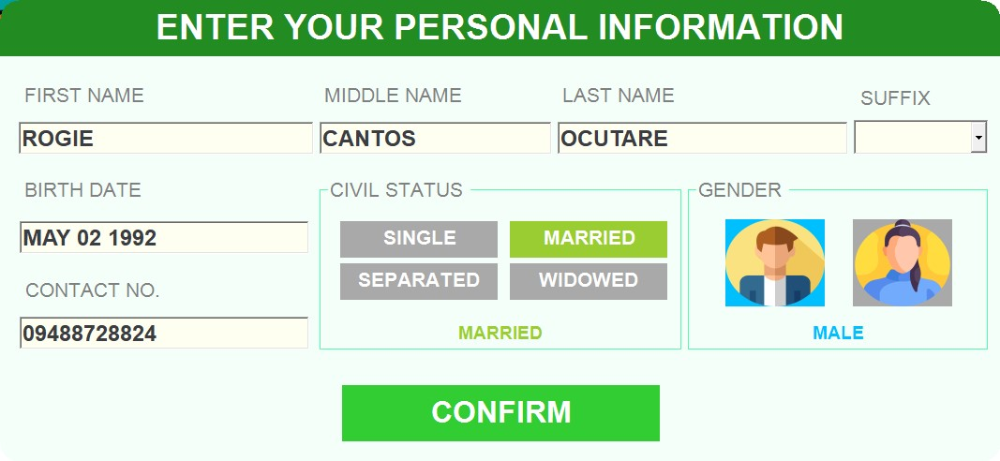 ENTER YOUR PERSONAL INFORMATION
FIRST NAME MIDDLE NAME LAST NAME SUFFIX
ROGIE CANTOS OCUTARE
BIRTH DATE CIVIL STATUS GENDER
MAY 02 1992 SINGLE MARRIED
SEPARATED WIDOWED
CONTACT NO.
09488728824 MARRIED MALE
CONFIRM